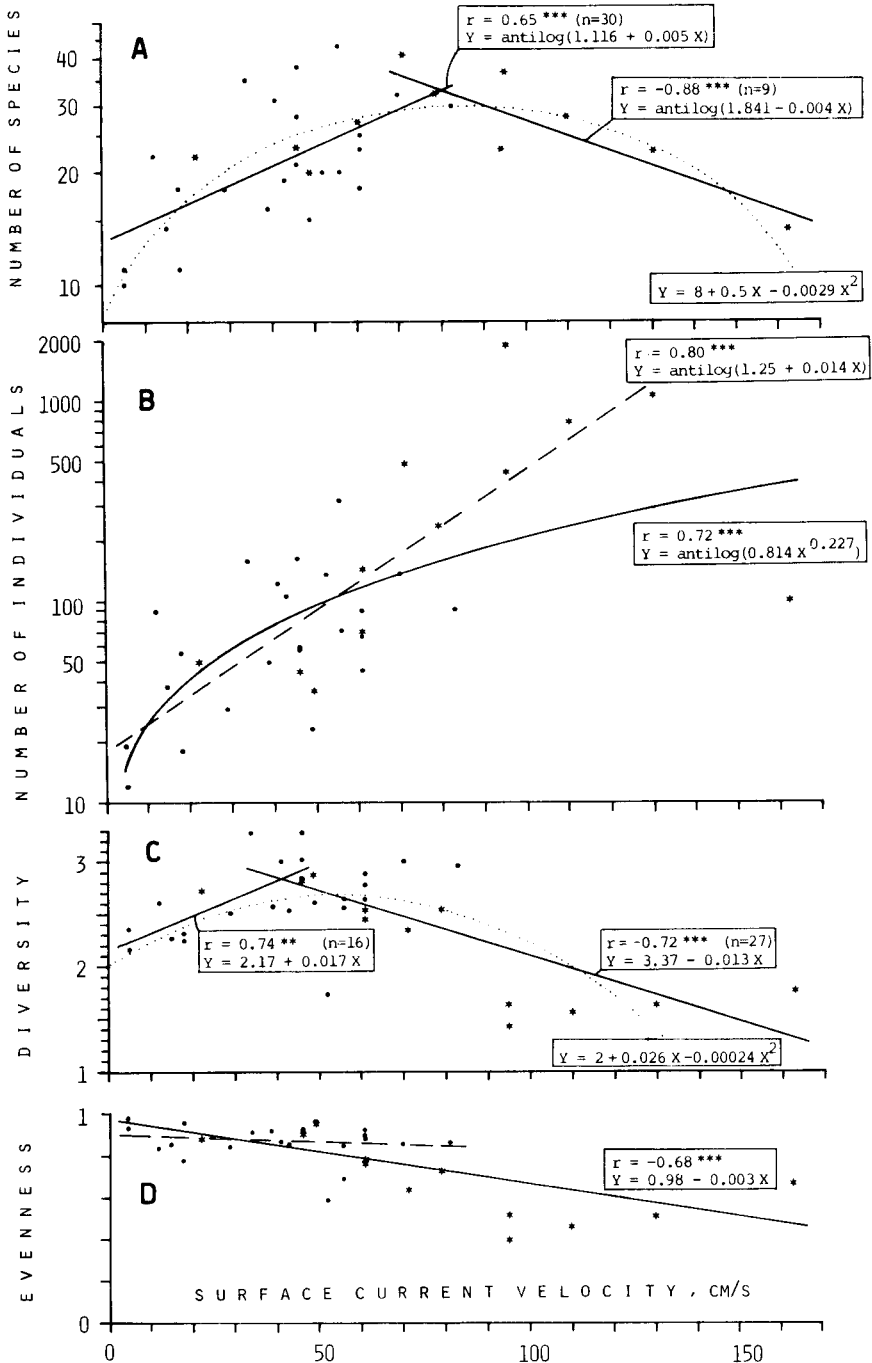 NUMBER OF SPECIES
A
40
30
20
10
r = 0.65 *** (n=30)
Y = antilog(1.116 + 0.005 X)
r = -0.88 *** (n=9)
Y = antilog(1.841 - 0.004 X)
Y = 8 + 0.5 X - 0.0029 X²
NUMBER OF INDIVIDUALS
B
2000
1000
500
100
50
10
r = 0.80 ***
Y = antilog(1.25 + 0.014 X)
r = 0.72 ***
Y = antilog(0.814 X^0.227)
DIVERSITY
C
3
2
1
r = 0.74 ** (n=16)
Y = 2.17 + 0.017 X
r = -0.72 *** (n=27)
Y = 3.37 - 0.013 X
Y = 2 + 0.026 X - 0.00024 X²
EVENNESS
D
1
0
r = -0.68 ***
Y = 0.98 - 0.003 X
SURFACE CURRENT VELOCITY, CM/S
0 50 100 150